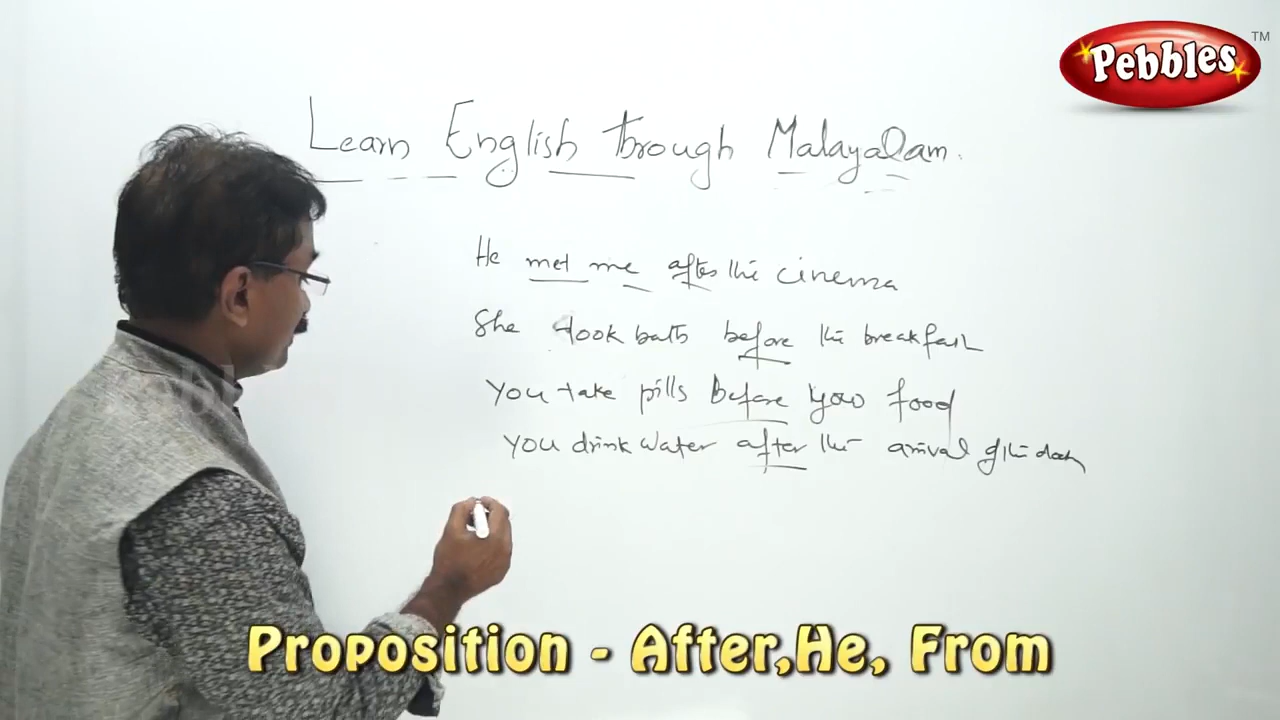 Pebbles TM
Learn English through Malayalam.
He met me after the cinema
She took bath before the breakfast
You take pills before your food
You drink water after the arrival of the
Proposition - After,He, From